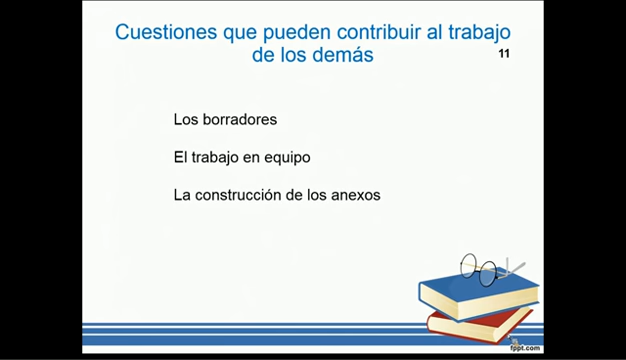 Cuestiones que pueden contribuir al trabajo
de los demás
11
Los borradores
El trabajo en equipo
La construcción de los anexos
fppt.com